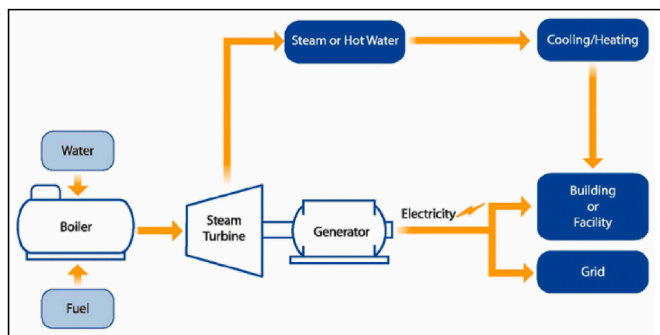 Steam or Hot Water
Cooling/Heating
Water
Boiler
Fuel
Steam
Turbine
Generator
Electricity
Building
or
Facility
Grid